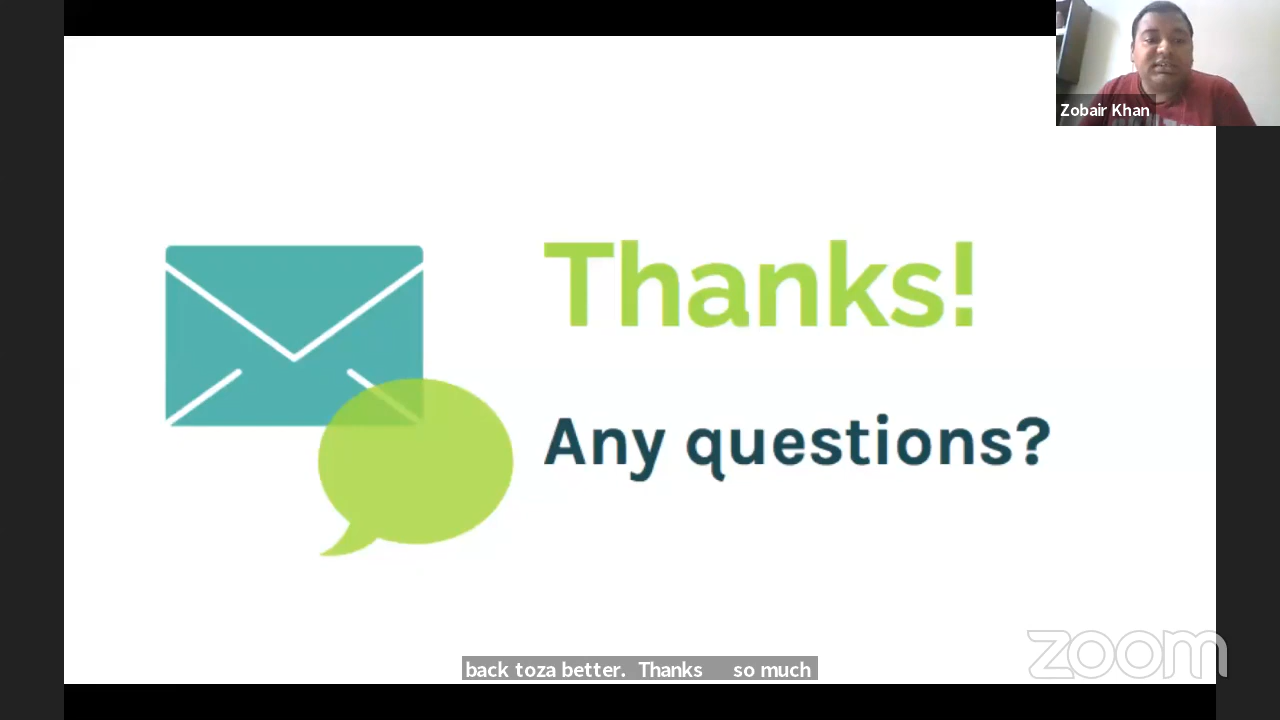 Zobair Khan
Thanks!
Any questions?
back toza better. Thanks so much
zoom